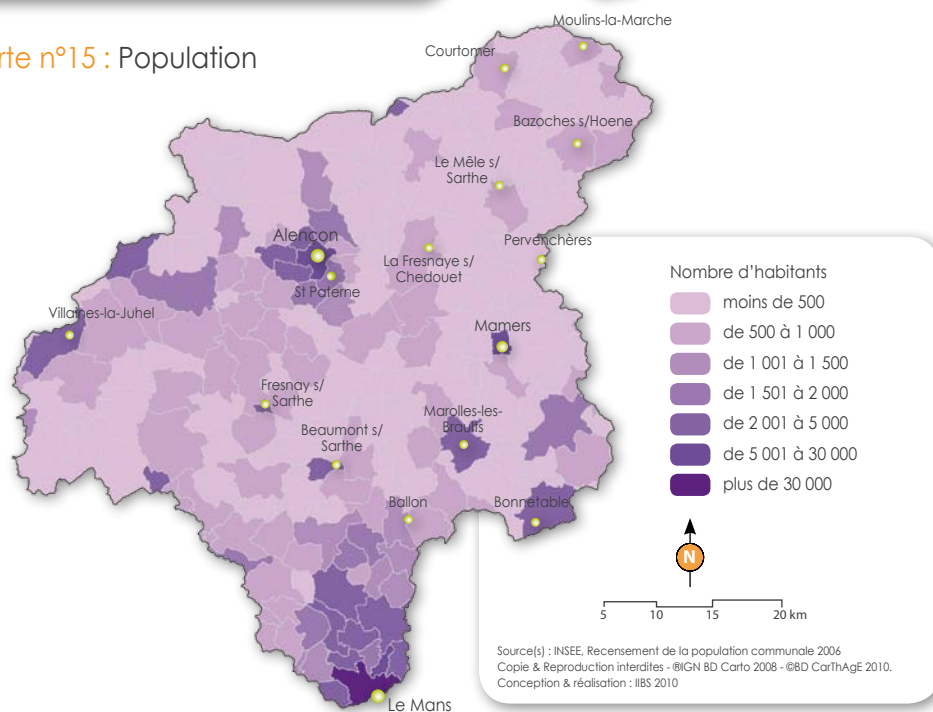 rte n°15 : Population
Moulins-la-Marche
Courtomer
Bazoches s/Hoene
Le Mêle s/
Sarthe
Alençon
Pervenchères
La Fresnaye s/
Chedouet
St Paterne
Villaines-la-Juhel
Mamers
Fresnay s/
Sarthe
Marolles-les-
Braults
Beaumont s/
Sarthe
Ballon
Bonnetable
Le Mans
Nombre d'habitants
moins de 500
de 500 à 1 000
de 1 001 à 1 500
de 1 501 à 2 000
de 2 001 à 5 000
de 5 001 à 30 000
plus de 30 000
N
5 10 15 20 km
Source(s) : INSEE, Recensement de la population communale 2006
Copie & Reproduction interdites - ®IGN BD Carto 2008 - ©BD CarThAgE 2010.
Conception & réalisation : IIBS 2010